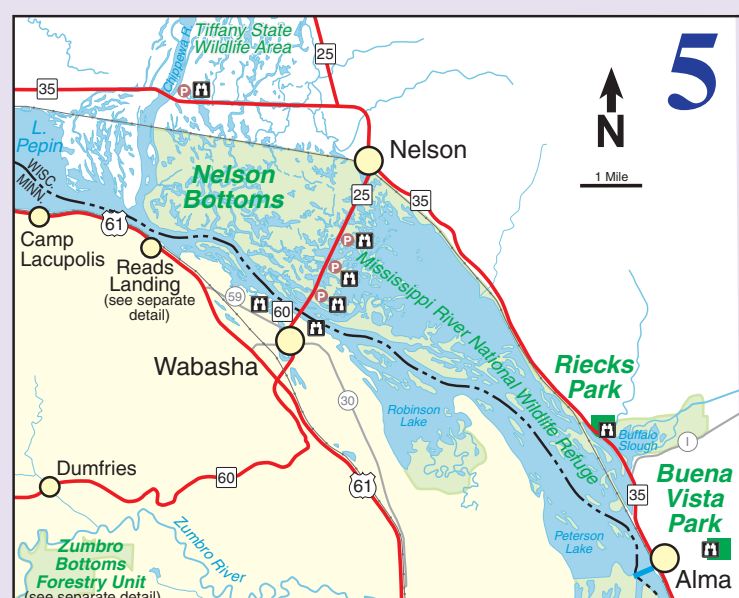 Tiffany State
Wildlife Area
25
5
Chippewa R.
35
P
N
1 Mile
L.
Pepin
Nelson
WISC.
MINN.
Nelson
Bottoms
25
35
61
Camp
Lacupolis
Reads
Landing
(see separate
detail)
P
P
P
59
60
Mississippi River National Wildlife Refuge
Wabasha
Riecks
Park
30
Robinson
Lake
Buffalo
Slough
I
Dumfries
60
61
35
Buena
Vista
Park
Zumbro River
Peterson
Lake
Zumbro
Bottoms
Forestry Unit
(see separate detail)
Alma